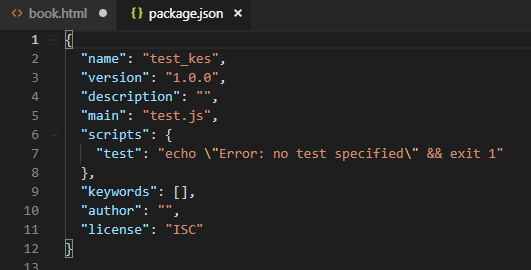 <> book.html
{} package.json ×
1 {
2 "name": "test_kes",
3 "version": "1.0.0",
4 "description": "",
5 "main": "test.js",
6 "scripts": {
7 "test": "echo \"Error: no test specified\" && exit 1"
8 },
9 "keywords": [],
10 "author": "",
11 "license": "ISC"
12 }
13